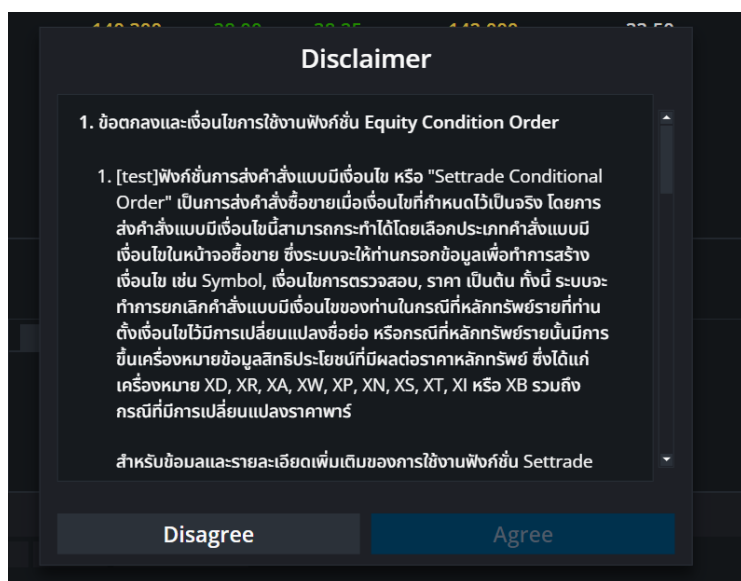 Disclaimer
1. ข้อตกลงและเงื่อนไขการใช้งานฟังก์ชั่น Equity Condition Order
1. [test]ฟังก์ชั่นการส่งคำสั่งแบบมีเงื่อนไข หรือ "Settrade Conditional
Order" เป็นการส่งคำสั่งซื้อขายเมื่อเงื่อนไขที่กำหนดไว้เป็นจริง โดยการ
ส่งคำสั่งแบบมีเงื่อนไขนี้สามารถกระทำได้โดยเลือกประเภทคำสั่งแบบมี
เงื่อนไขในหน้าจอซื้อขาย ซึ่งระบบจะให้ท่านกรอกข้อมูลเพื่อทำการสร้าง
เงื่อนไข เช่น Symbol, เงื่อนไขการตรวจสอบ, ราคา เป็นต้น ทั้งนี้ ระบบจะ
ทำการยกเลิกคำสั่งแบบมีเงื่อนไขของท่านในกรณีที่หลักทรัพย์รายที่ท่าน
ตั้งเงื่อนไขไว้มีการเปลี่ยนแปลงชื่อย่อ หรือกรณีที่หลักทรัพย์รายนั้นมีการ
ขึ้นเครื่องหมายข้อมูลสิทธิประโยชน์ที่มีผลต่อราคาหลักทรัพย์ ซึ่งได้แก่
เครื่องหมาย XD, XR, XA, XW, XP, XN, XS, XT, XI หรือ XB รวมถึง
กรณีที่มีการเปลี่ยนแปลงราคาพาร์
สำหรับข้อมูลและรายละเอียดเพิ่มเติมของการใช้งานฟังก์ชั่น Settrade
Disagree
Agree